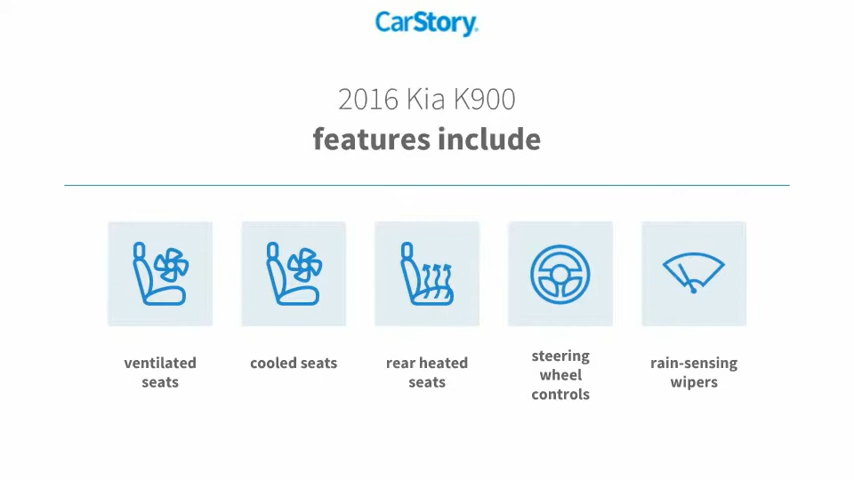 CarStory
2016 Kia K900
features include
ventilated
seats
cooled seats
rear heated
seats
steering
wheel
controls
rain-sensing
wipers